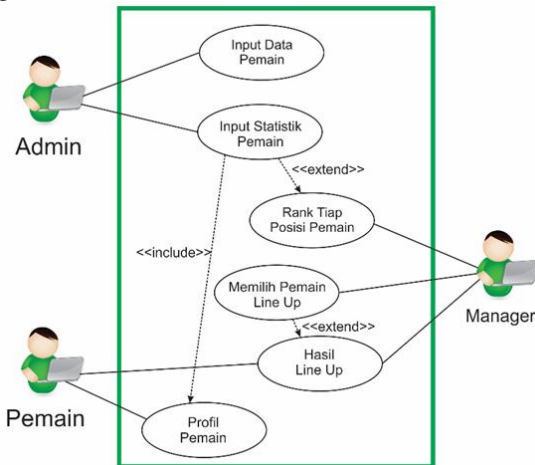 Input Data
Pemain
Admin
Input Statistik
Pemain
<<extend>>
Rank Tiap
Posisi Pemain
<<include>>
Memilih Pemain
Line Up
Manager
<<extend>>
Hasil
Line Up
Pemain
Profil
Pemain